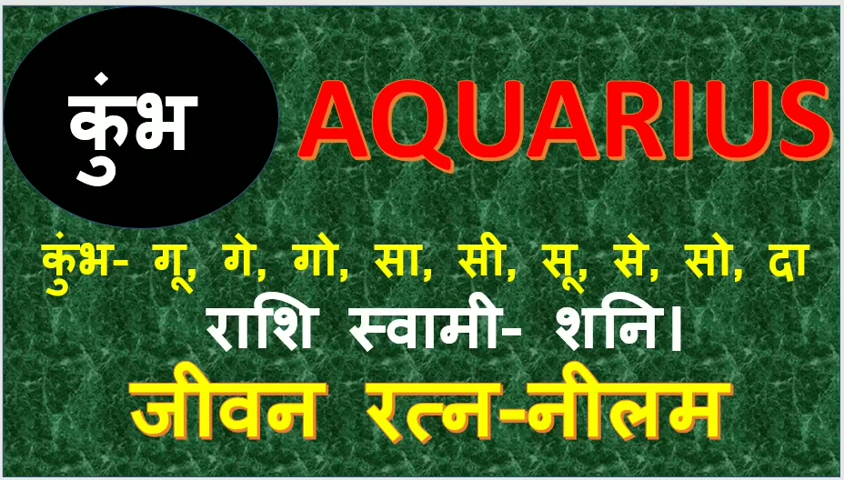 कुंभ
AQUARIUS
कुंभ- गू, गे, गो, सा, सी, सू, से, सो, दा
राशि स्वामी- शनि।
जीवन रत्न-नीलम